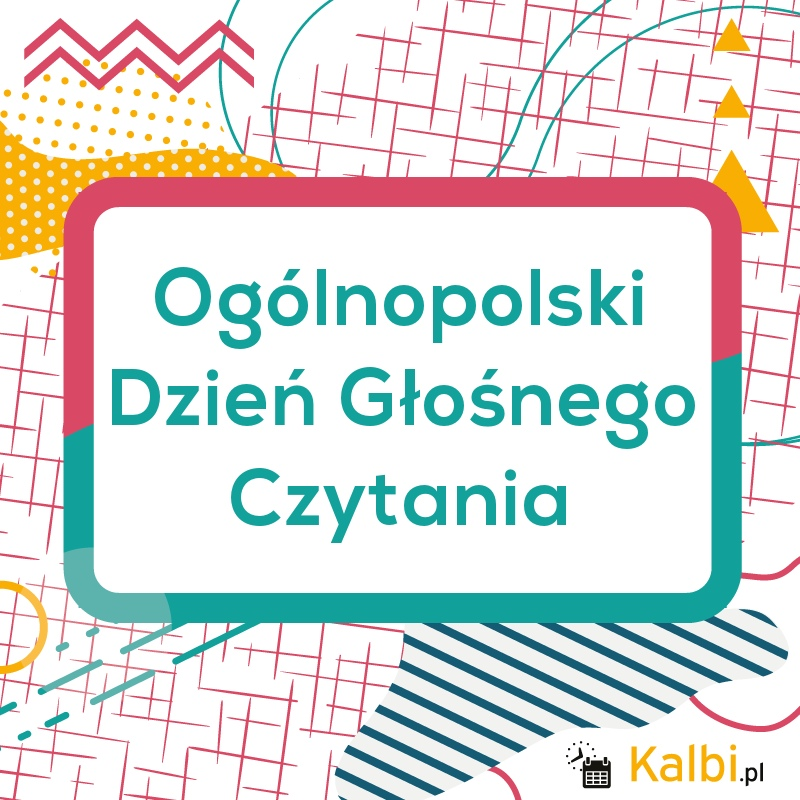 Ogólnopolski
Dzień Głośnego
Czytania
Kalbi.pl